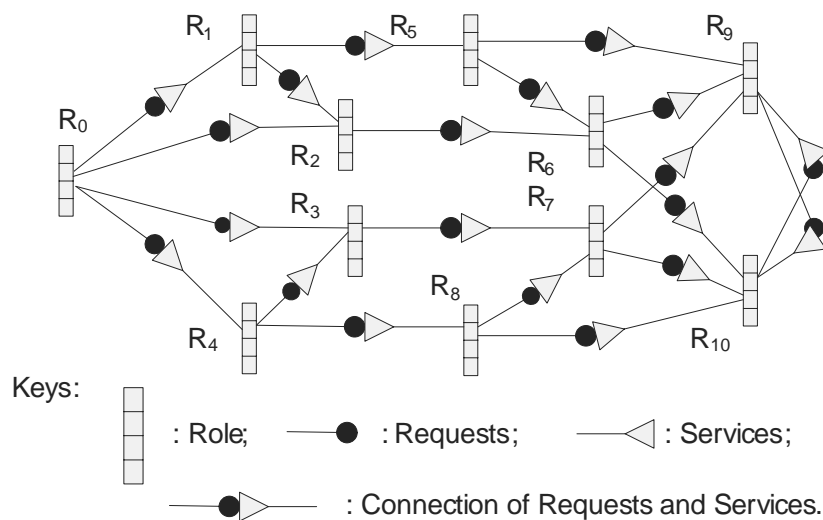 R1
R5
R9
R0
R2
R6
R3
R7
R8
R4
R10
Keys:
: Role;
: Requests;
: Services;
: Connection of Requests and Services.